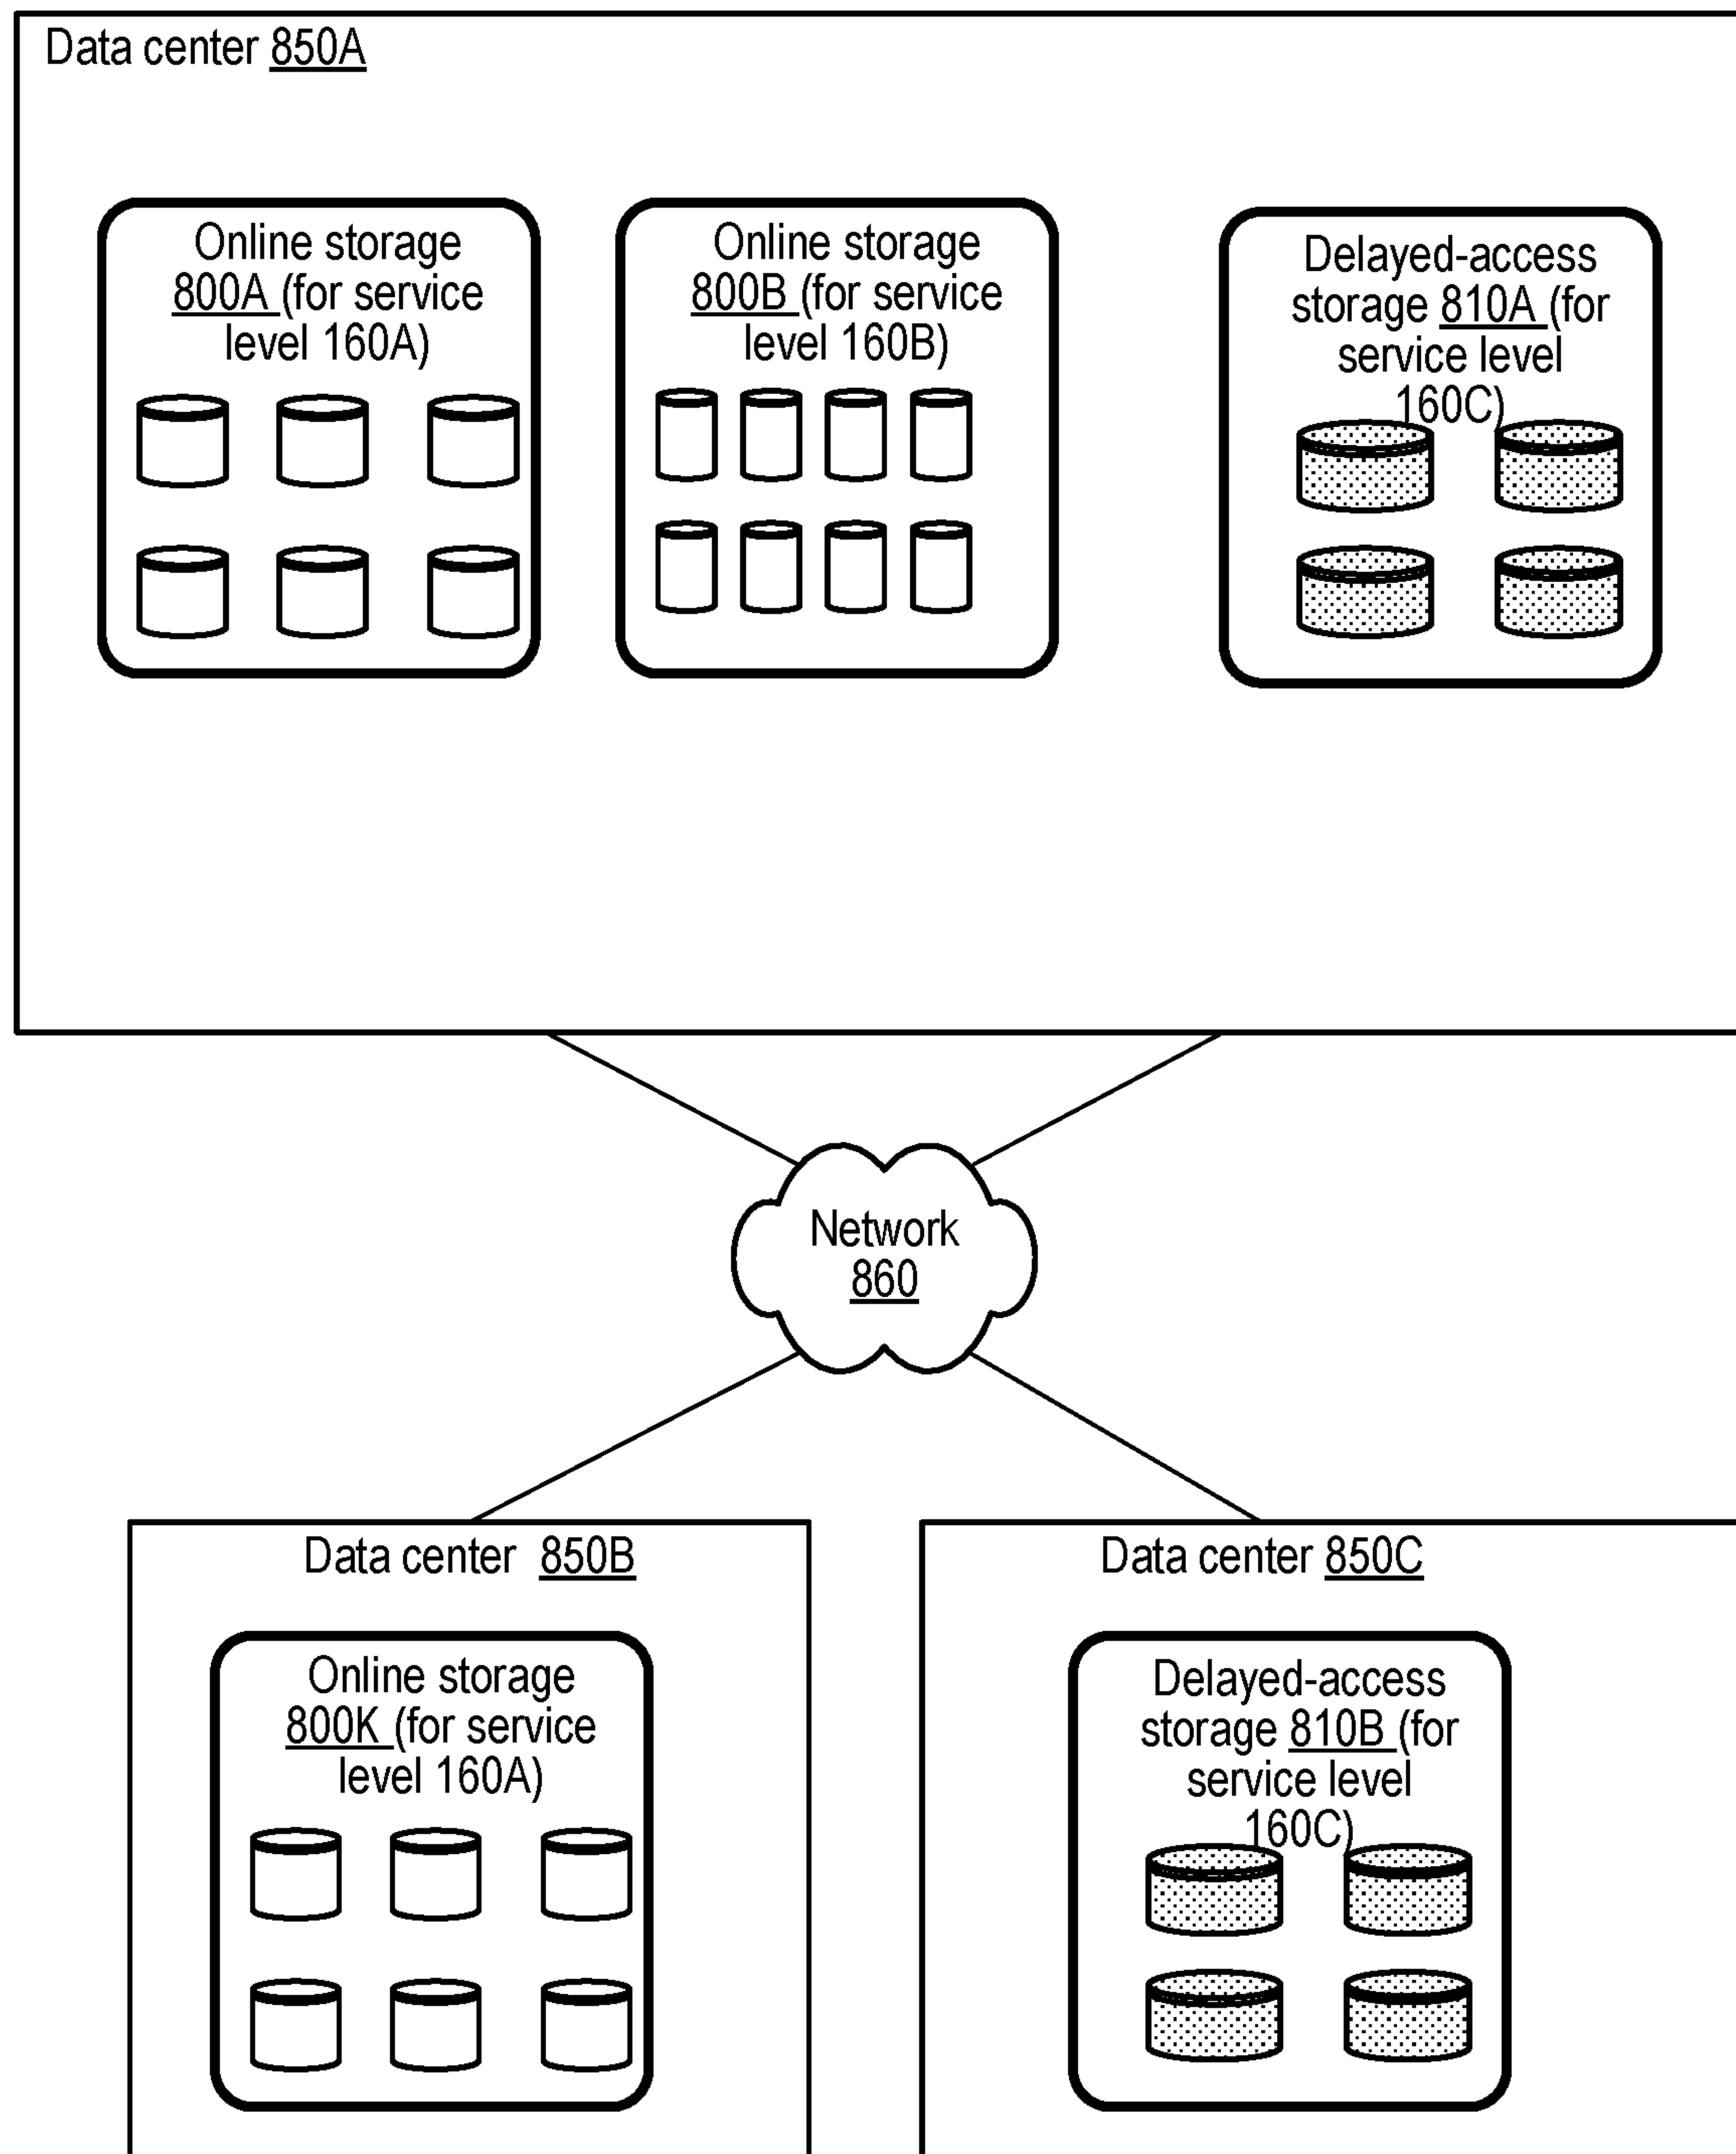 Data center 850A
Online storage
800A (for service
level 160A)
Online storage
800B (for service
level 160B)
Delayed-access
storage 810A (for
service level
160C)
Network
860
Data center 850B
Online storage
800K (for service
level 160A)
Data center 850C
Delayed-access
storage 810B (for
service level
160C)